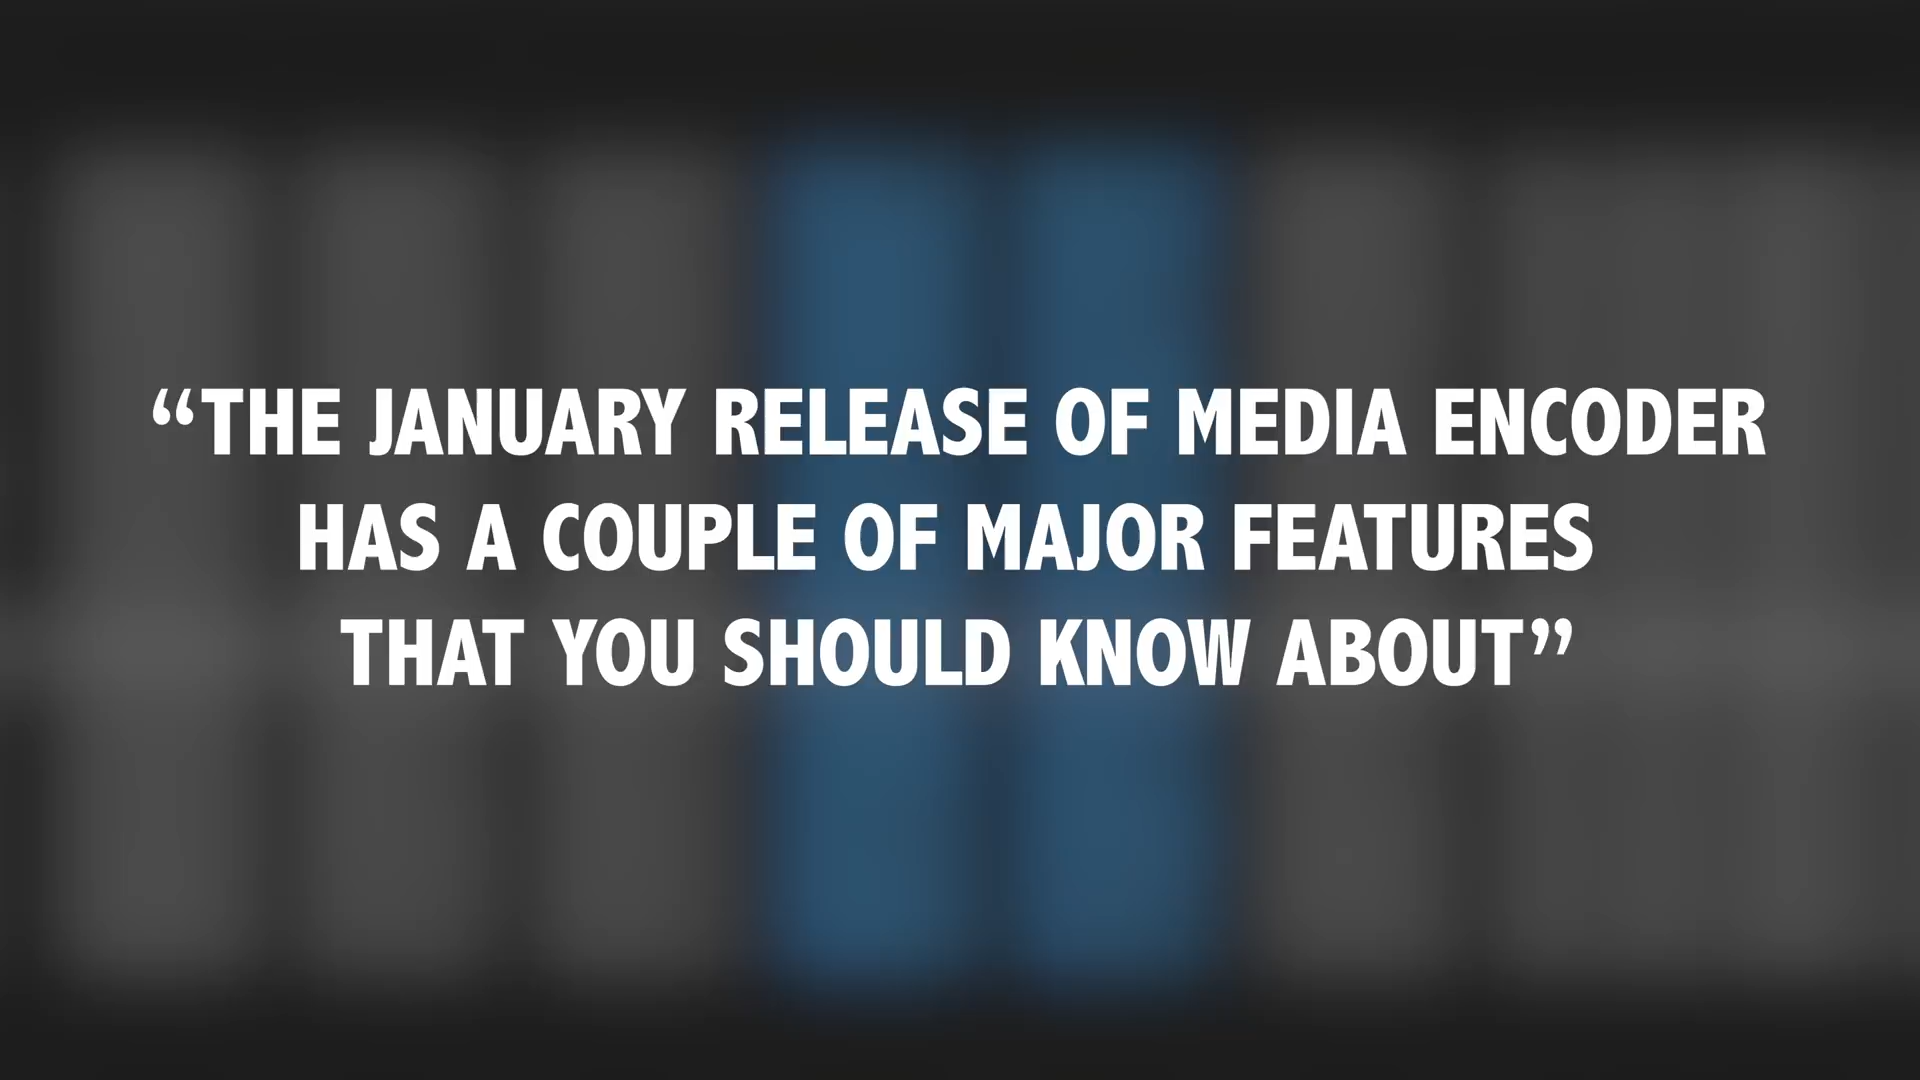 “THE JANUARY RELEASE OF MEDIA ENCODER
HAS A COUPLE OF MAJOR FEATURES
THAT YOU SHOULD KNOW ABOUT”